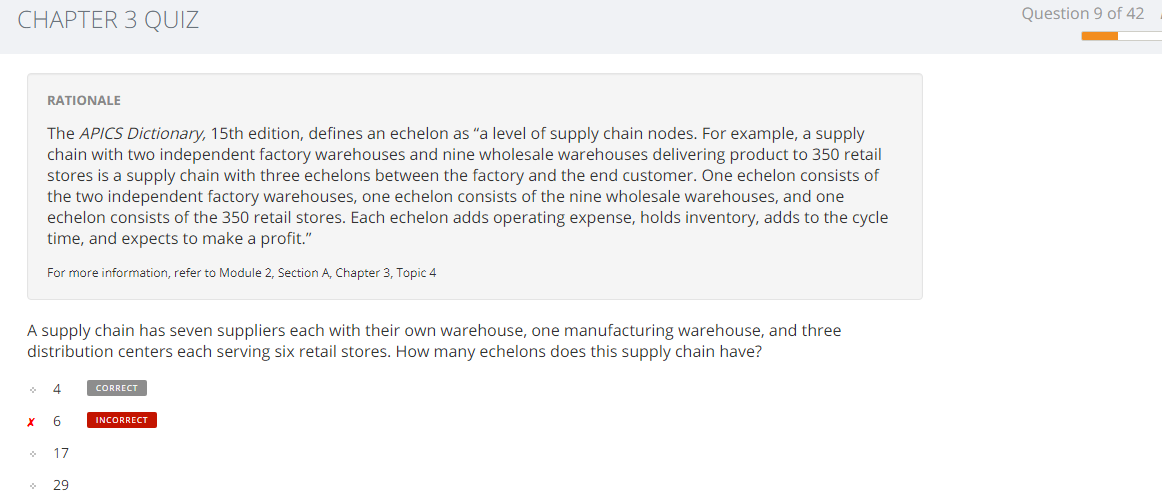 CHAPTER 3 QUIZ
Question 9 of 42
RATIONALE
The APICS Dictionary, 15th edition, defines an echelon as “a level of supply chain nodes. For example, a supply
chain with two independent factory warehouses and nine wholesale warehouses delivering product to 350 retail
stores is a supply chain with three echelons between the factory and the end customer. One echelon consists of
the two independent factory warehouses, one echelon consists of the nine wholesale warehouses, and one
echelon consists of the 350 retail stores. Each echelon adds operating expense, holds inventory, adds to the cycle
time, and expects to make a profit.”
For more information, refer to Module 2, Section A, Chapter 3, Topic 4
A supply chain has seven suppliers each with their own warehouse, one manufacturing warehouse, and three
distribution centers each serving six retail stores. How many echelons does this supply chain have?
4 CORRECT
✗ 6 INCORRECT
17
29